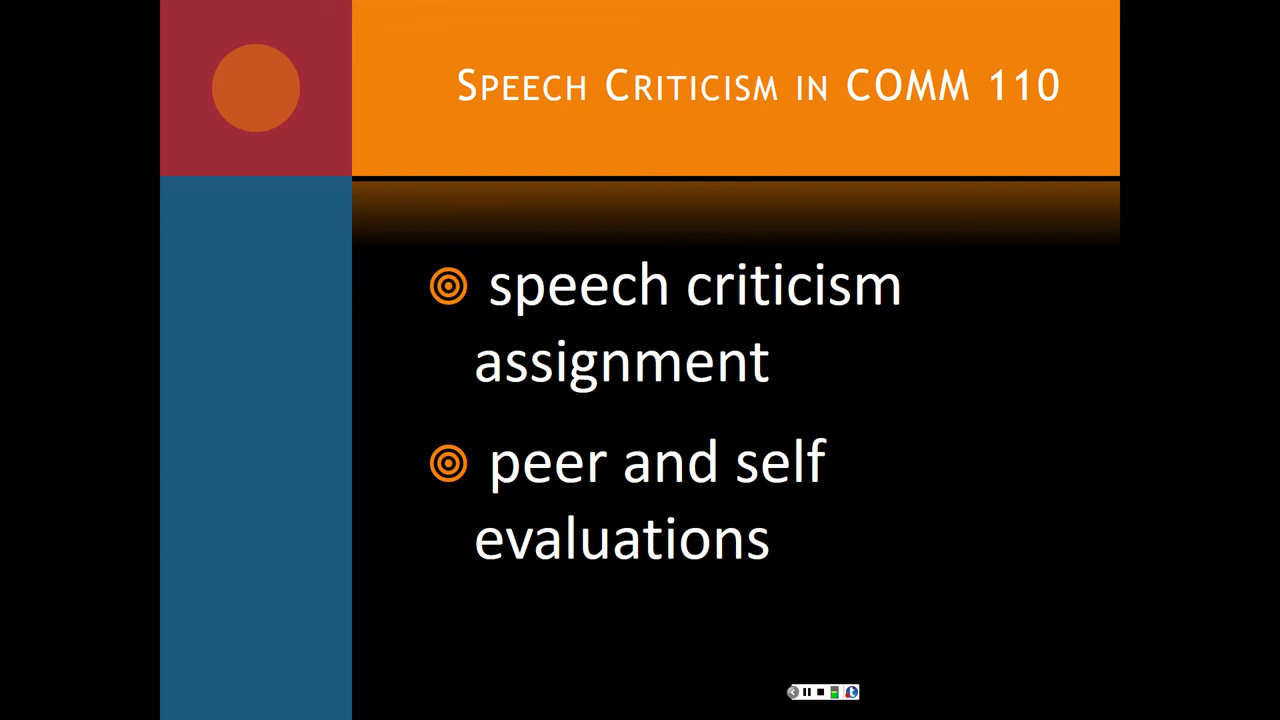 Speech Criticism in COMM 110
speech criticism
assignment
peer and self
evaluations